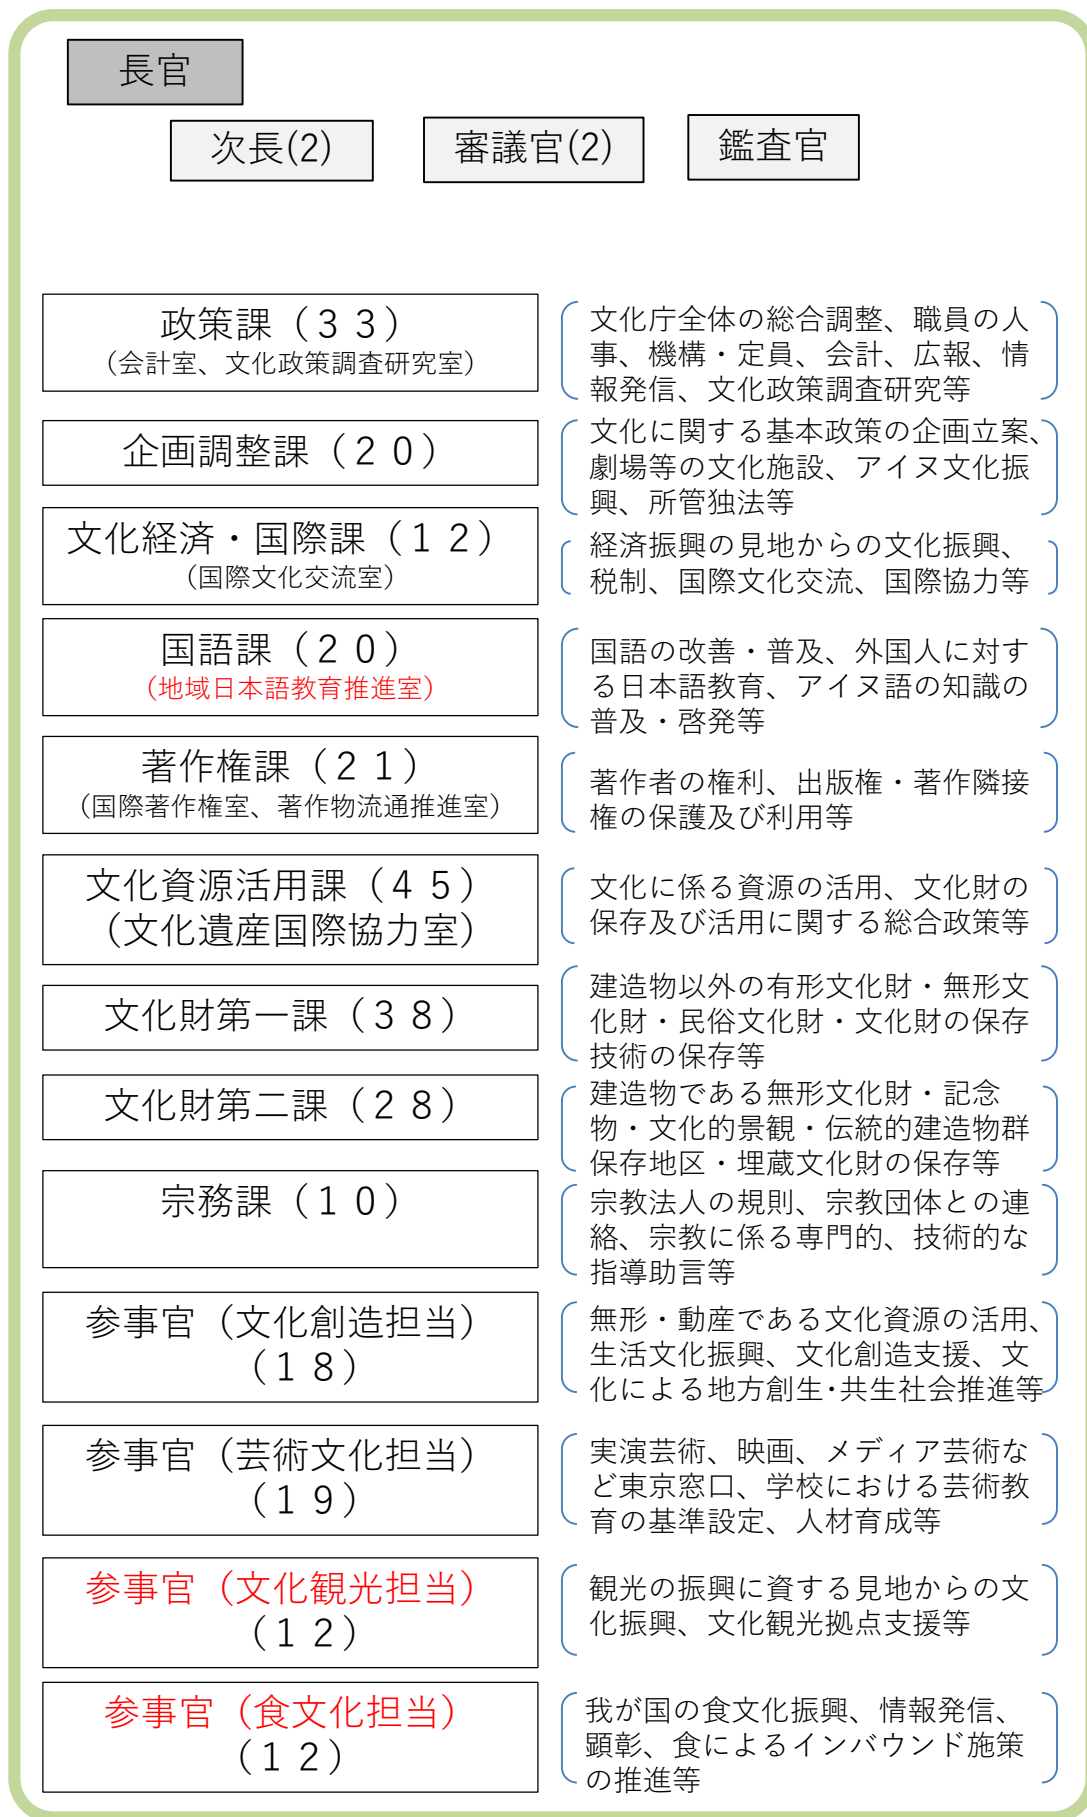 長官
次長(2)
審議官(2)
鑑査官
政策課（３３）
（会計室、文化政策調査研究室）
文化庁全体の総合調整、職員の人
事、機構・定員、会計、広報、情
報発信、文化政策調査研究等
企画調整課（２０）
文化に関する基本政策の企画立案、
劇場等の文化施設、アイヌ文化振
興、所管独法等
文化経済・国際課（１２）
（国際文化交流室）
経済振興の見地からの文化振興、
税制、国際文化交流、国際協力等
国語課（２０）
（地域日本語教育推進室）
国語の改善・普及、外国人に対す
る日本語教育、アイヌ語の知識の
普及・啓発等
著作権課（２１）
（国際著作権室、著作物流通推進室）
著作者の権利、出版権・著作隣接
権の保護及び利用等
文化資源活用課（４５）
（文化遺産国際協力室）
文化に係る資源の活用、文化財の
保存及び活用に関する総合政策等
文化財第一課（３８）
建造物以外の有形文化財・無形文
化財・民俗文化財・文化財の保存
技術の保存等
文化財第二課（２８）
建造物である無形文化財・記念
物・文化的景観・伝統的建造物群
保存地区・埋蔵文化財の保存等
宗務課（１０）
宗教法人の規則、宗教団体との連
絡、宗教に係る専門的、技術的な
指導助言等
参事官（文化創造担当）
（１８）
無形・動産である文化資源の活用、
生活文化振興、文化創造支援、文
化による地方創生・共生社会推進等
参事官（芸術文化担当）
（１９）
実演芸術、映画、メディア芸術な
ど東京窓口、学校における芸術教
育の基準設定、人材育成等
参事官（文化観光担当）
（１２）
観光の振興に資する見地からの文
化振興、文化観光拠点支援等
参事官（食文化担当）
（１２）
我が国の食文化振興、情報発信、
顕彰、食によるインバウンド施策
の推進等